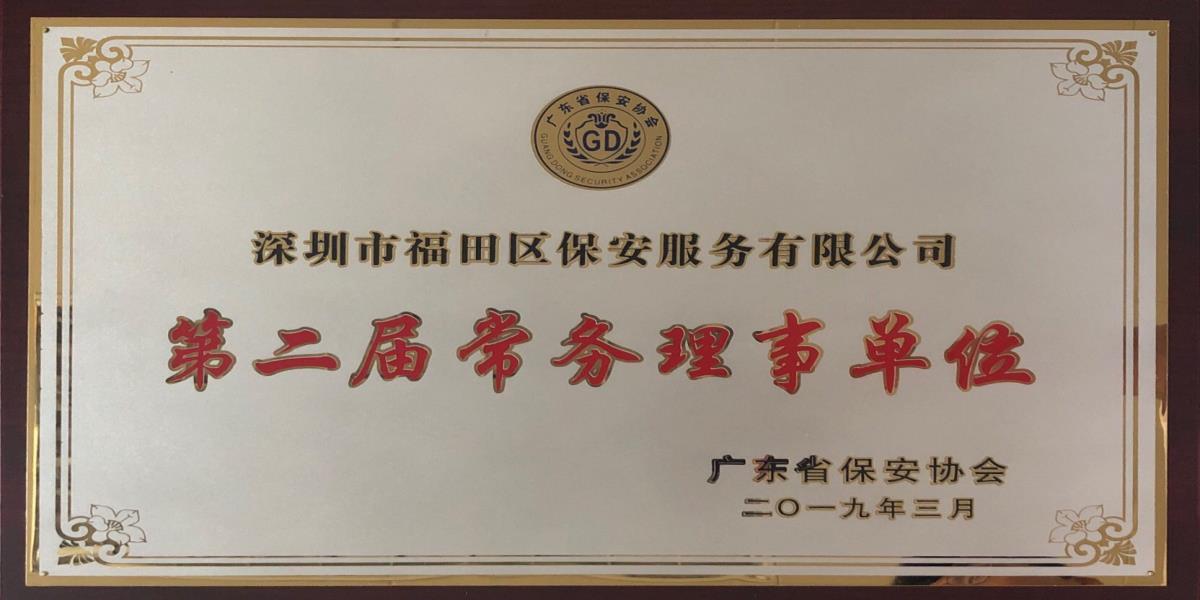 广东省保安协会
GD
GUANG DONG SECURITY ASSOCIATION
深圳市福田区保安服务有限公司
第二届常务理事单位
广东省保安协会
二〇一九年三月